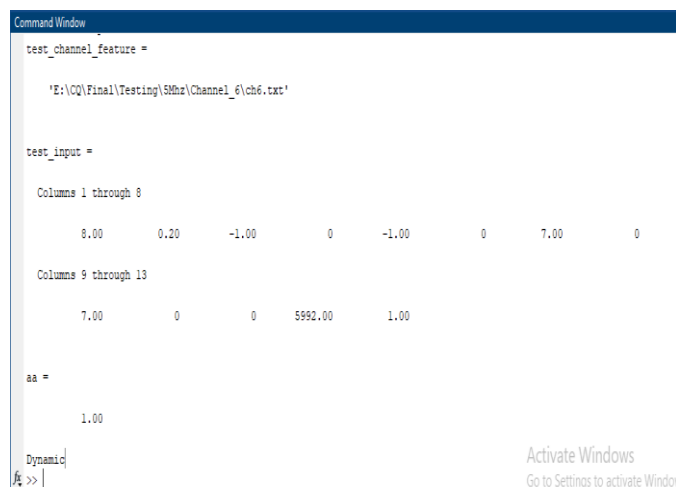 Command Window
test_channel_feature =
'E:\CQ\Final\Testing\5Mhz\Channel_6\ch6.txt'
test_input =
Columns 1 through 8
8.00 0.20 -1.00 0 -1.00 0 7.00 0
Columns 9 through 13
7.00 0 0 5992.00 1.00
aa =
1.00
Dynamic
fx >>
Activate Windows
Go to Settings to activate Window